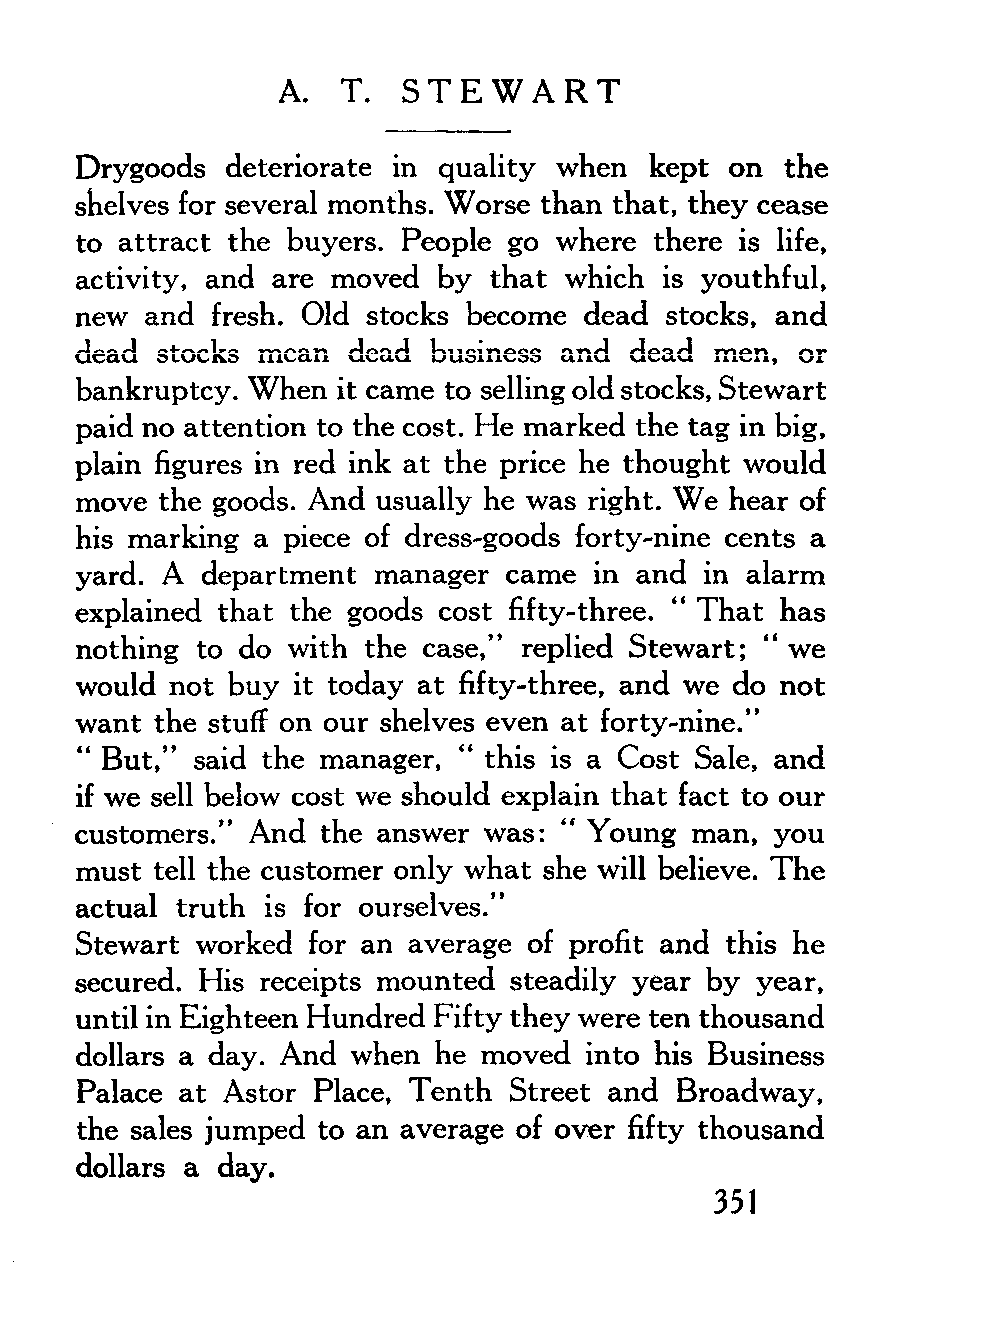 A. T. STEWART
Drygoods deteriorate in quality when kept on the
shelves for several months. Worse than that, they cease
to attract the buyers. People go where there is life,
activity, and are moved by that which is youthful,
new and fresh. Old stocks become dead stocks, and
dead stocks mean dead business and dead men, or
bankruptcy. When it came to selling old stocks, Stewart
paid no attention to the cost. He marked the tag in big,
plain figures in red ink at the price he thought would
move the goods. And usually he was right. We hear of
his marking a piece of dress-goods forty-nine cents a
yard. A department manager came in and in alarm
explained that the goods cost fifty-three. “ That has
nothing to do with the case,” replied Stewart; “ we
would not buy it today at fifty-three, and we do not
want the stuff on our shelves even at forty-nine.”
“ But,” said the manager, “ this is a Cost Sale, and
if we sell below cost we should explain that fact to our
customers.” And the answer was: “ Young man, you
must tell the customer only what she will believe. The
actual truth is for ourselves.”
Stewart worked for an average of profit and this he
secured. His receipts mounted steadily year by year,
until in Eighteen Hundred Fifty they were ten thousand
dollars a day. And when he moved into his Business
Palace at Astor Place, Tenth Street and Broadway,
the sales jumped to an average of over fifty thousand
dollars a day.
351